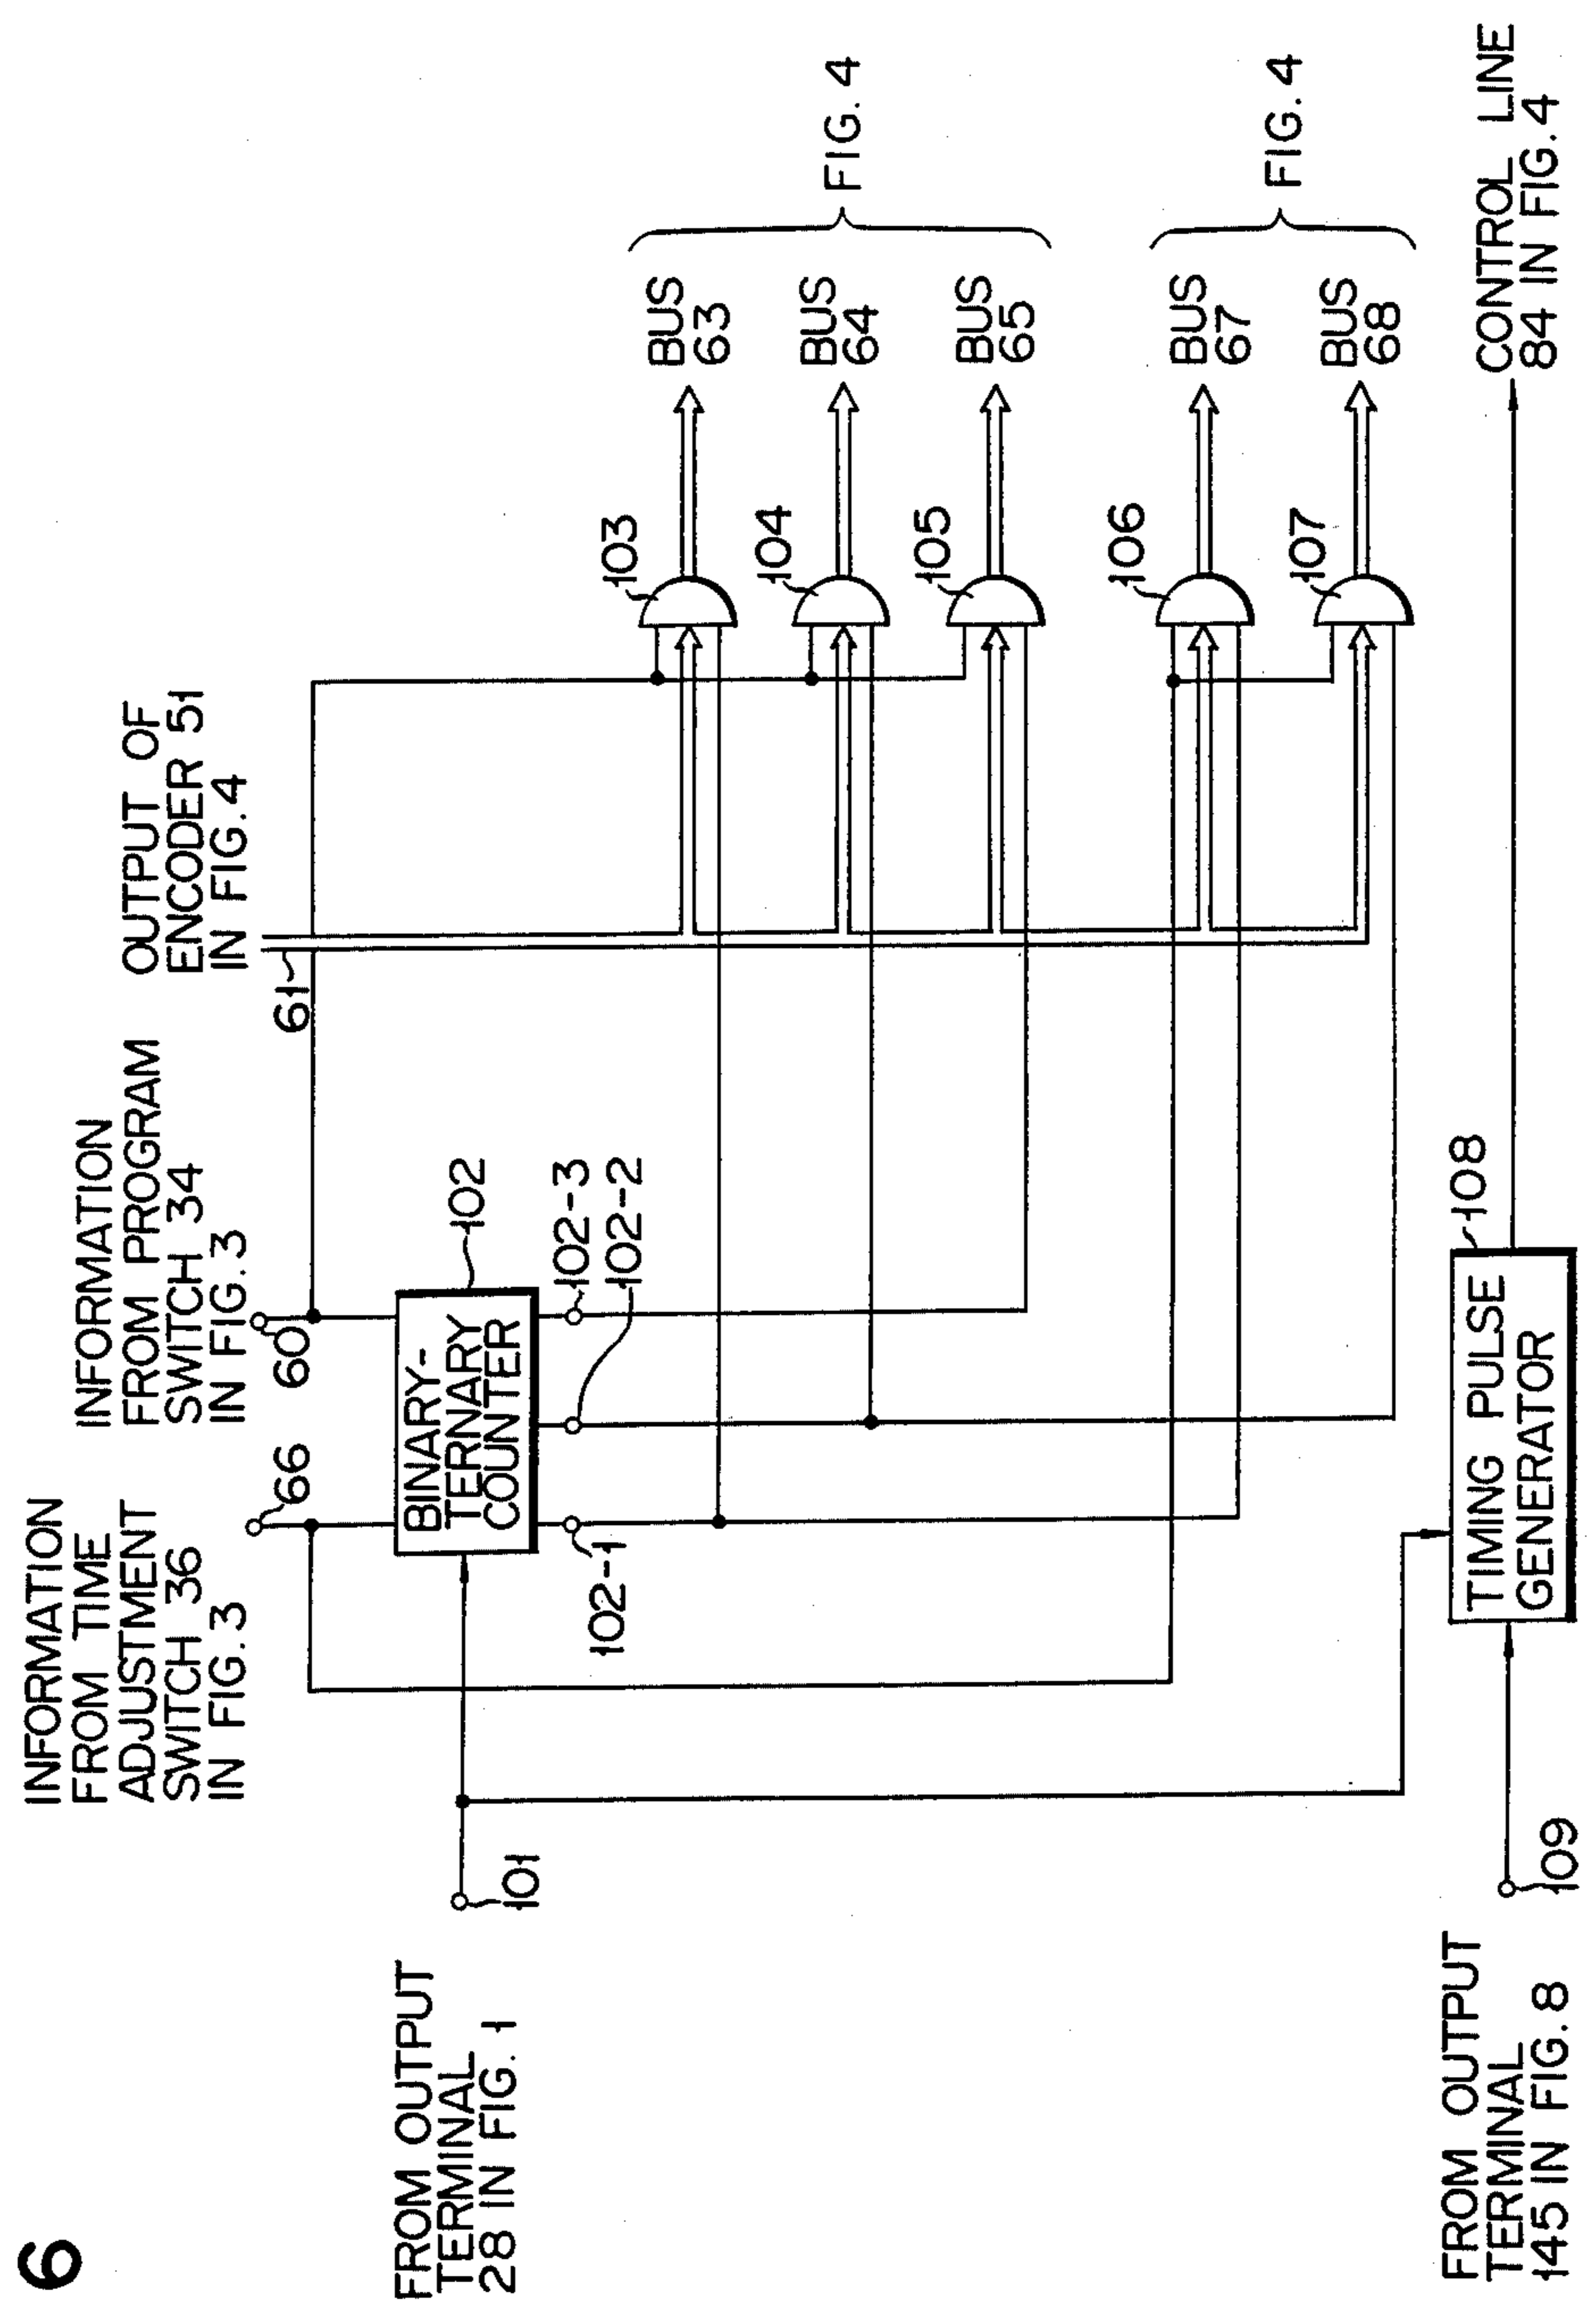 6
INFORMATION
FROM TIME
ADJUSTMENT
SWITCH 36
IN FIG. 3
66
INFORMATION
FROM PROGRAM
SWITCH 34
IN FIG. 3
60
OUTPUT OF
ENCODER 51
IN FIG. 4
61
FROM OUTPUT
TERMINAL
28 IN FIG. 1
101
BINARY-
TERNARY
COUNTER
102
102-1
102-3
102-2
103
BUS
63
104
BUS
64
105
BUS
65
FIG. 4
106
BUS
67
107
BUS
68
FIG. 4
FROM OUTPUT
TERMINAL
145 IN FIG. 8
109
TIMING PULSE
GENERATOR
108
CONTROL LINE
84 IN FIG. 4